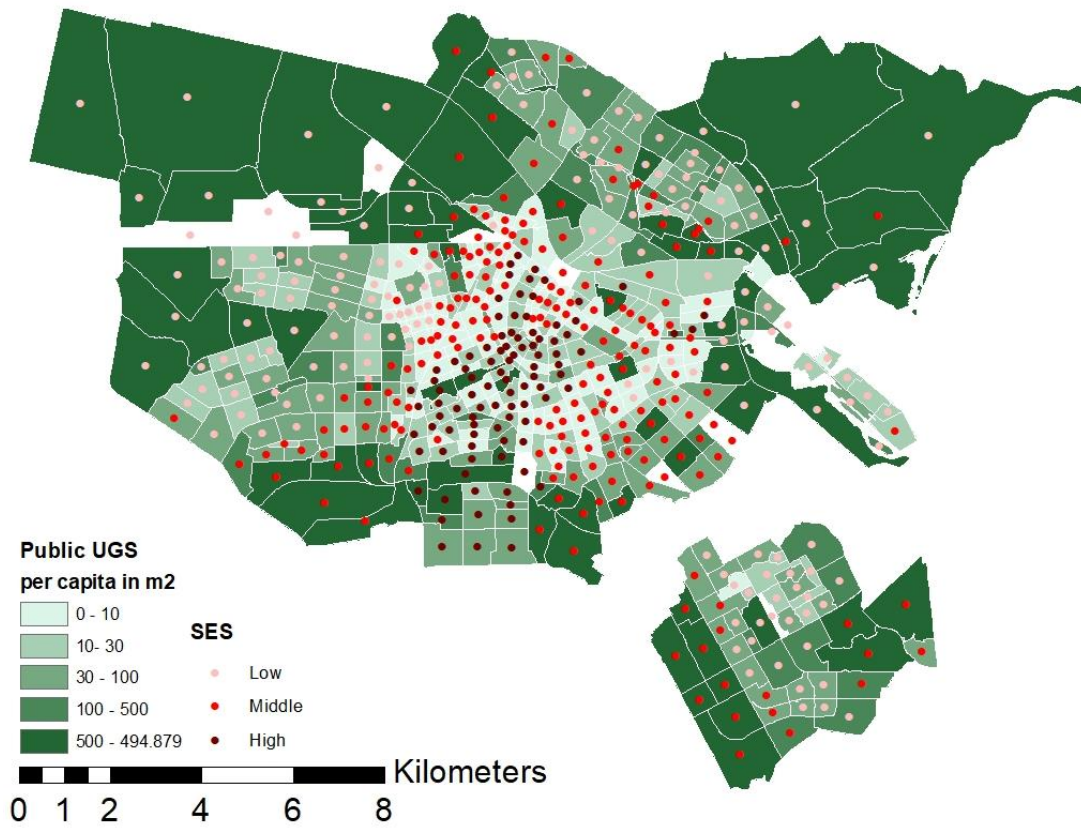 Public UGS
per capita in m2
0 - 10
10- 30
30 - 100
100 - 500
500 - 494.879
SES
Low
Middle
High
Kilometers
0 1 2 4 6 8